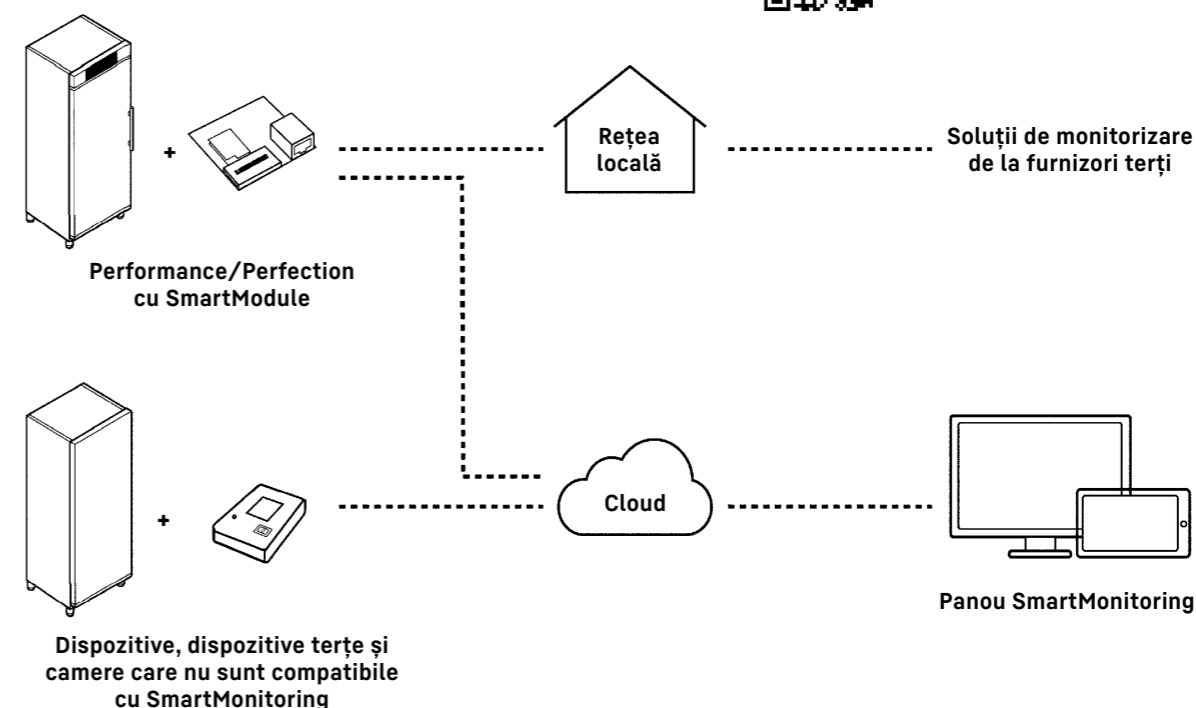 Rețea
locală
Soluții de monitorizare
de la furnizori terți
+
Performance/Perfection
cu SmartModule
+
Cloud
Panou SmartMonitoring
Dispozitive, dispozitive terțe și
camere care nu sunt compatibile
cu SmartMonitoring